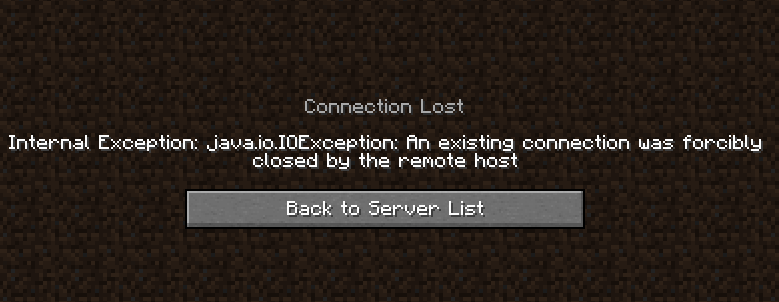 Connection Lost
Internal Exception: java.io.IOException: An existing connection was forcibly
closed by the remote host
Back to Server List